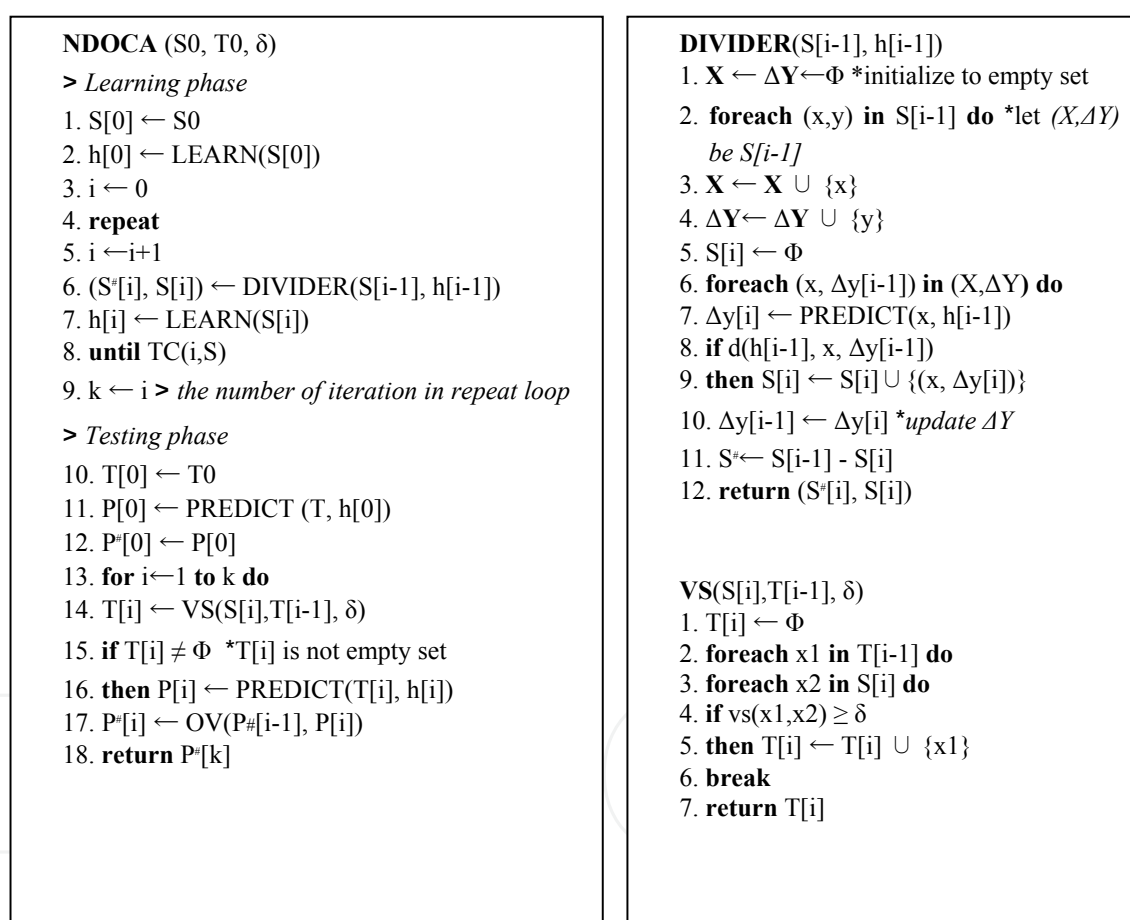 NDOCA (S0, T0, δ)
> Learning phase
1. S[0] ← S0
2. h[0] ← LEARN(S[0])
3. i ← 0
4. repeat
5. i ←i+1
6. (S#[i], S[i]) ← DIVIDER(S[i-1], h[i-1])
7. h[i] ← LEARN(S[i])
8. until TC(i,S)
9. k ← i > the number of iteration in repeat loop
> Testing phase
10. T[0] ← T0
11. P[0] ← PREDICT (T, h[0])
12. P#[0] ← P[0]
13. for i←1 to k do
14. T[i] ← VS(S[i],T[i-1], δ)
15. if T[i] ≠ Φ *T[i] is not empty set
16. then P[i] ← PREDICT(T[i], h[i])
17. P#[i] ← OV(P#[i-1], P[i])
18. return P#[k]
DIVIDER(S[i-1], h[i-1])
1. X ← ΔY←Φ *initialize to empty set
2. foreach (x,y) in S[i-1] do *let (X,ΔY)
be S[i-1]
3. X ← X ∪ {x}
4. ΔY← ΔY ∪ {y}
5. S[i] ← Φ
6. foreach (x, Δy[i-1]) in (X,ΔY) do
7. Δy[i] ← PREDICT(x, h[i-1])
8. if d(h[i-1], x, Δy[i-1])
9. then S[i] ← S[i]∪ {(x, Δy[i])}
10. Δy[i-1] ← Δy[i] *update ΔY
11. S#← S[i-1] - S[i]
12. return (S#[i], S[i])
VS(S[i],T[i-1], δ)
1. T[i] ← Φ
2. foreach x1 in T[i-1] do
3. foreach x2 in S[i] do
4. if vs(x1,x2) ≥ δ
5. then T[i] ← T[i] ∪ {x1}
6. break
7. return T[i]